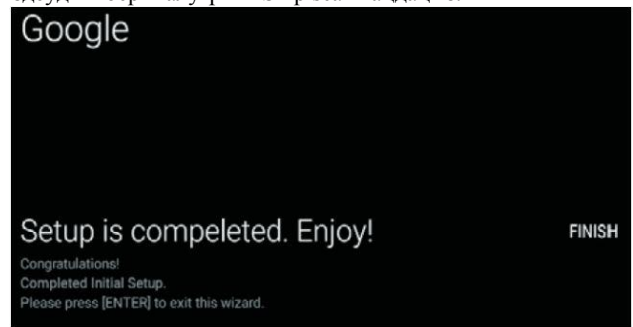 Google
Setup is compeleted. Enjoy!
FINISH
Congratulations!
Completed Initial Setup.
Please press [ENTER] to exit this wizard.